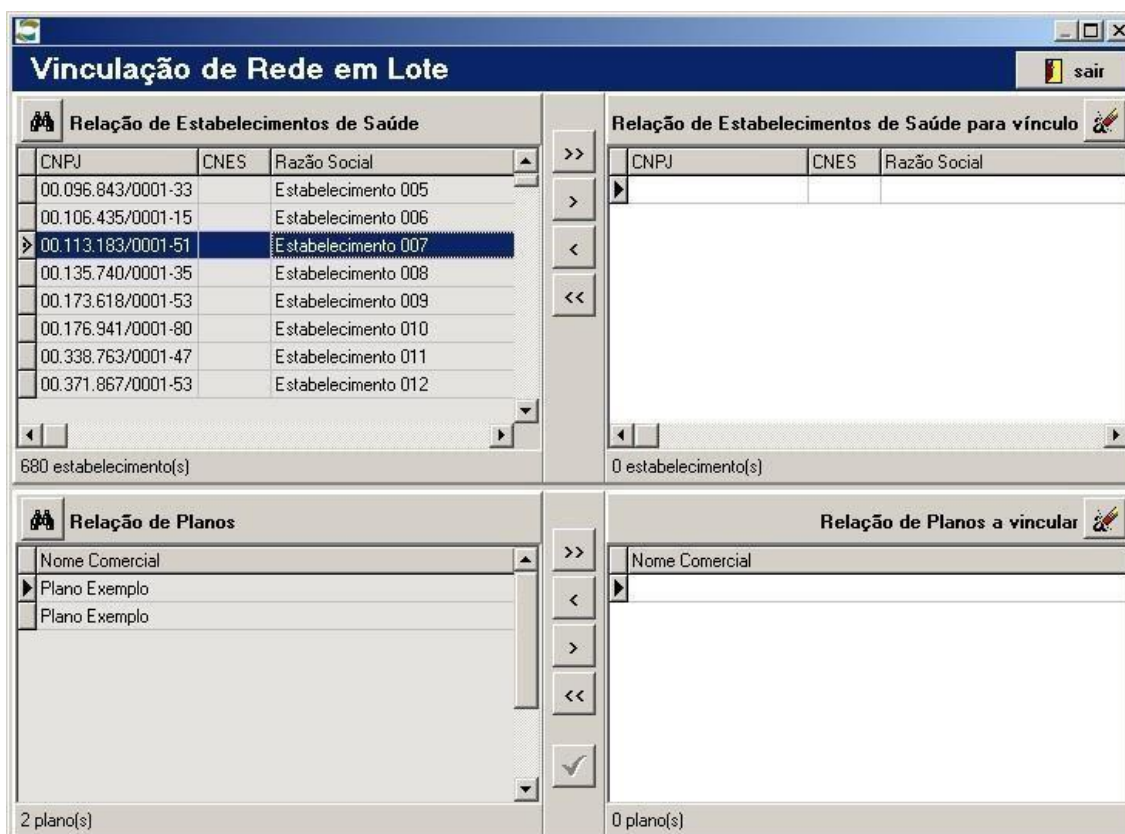 Vinculação de Rede em Lote
sair
Relação de Estabelecimentos de Saúde
CNPJ CNES Razão Social
00.096.843/0001-33 Estabelecimento 005
00.106.435/0001-15 Estabelecimento 006
00.113.183/0001-51 Estabelecimento 007
00.135.740/0001-35 Estabelecimento 008
00.173.618/0001-53 Estabelecimento 009
00.176.941/0001-80 Estabelecimento 010
00.338.763/0001-47 Estabelecimento 011
00.371.867/0001-53 Estabelecimento 012
680 estabelecimento(s)
>>
>
<
<<
Relação de Estabelecimentos de Saúde para vínculo
CNPJ CNES Razão Social
0 estabelecimento(s)
Relação de Planos
Nome Comercial
Plano Exemplo
Plano Exemplo
2 plano(s)
>>
<
>
<<
Relação de Planos a vincular
Nome Comercial
0 plano(s)